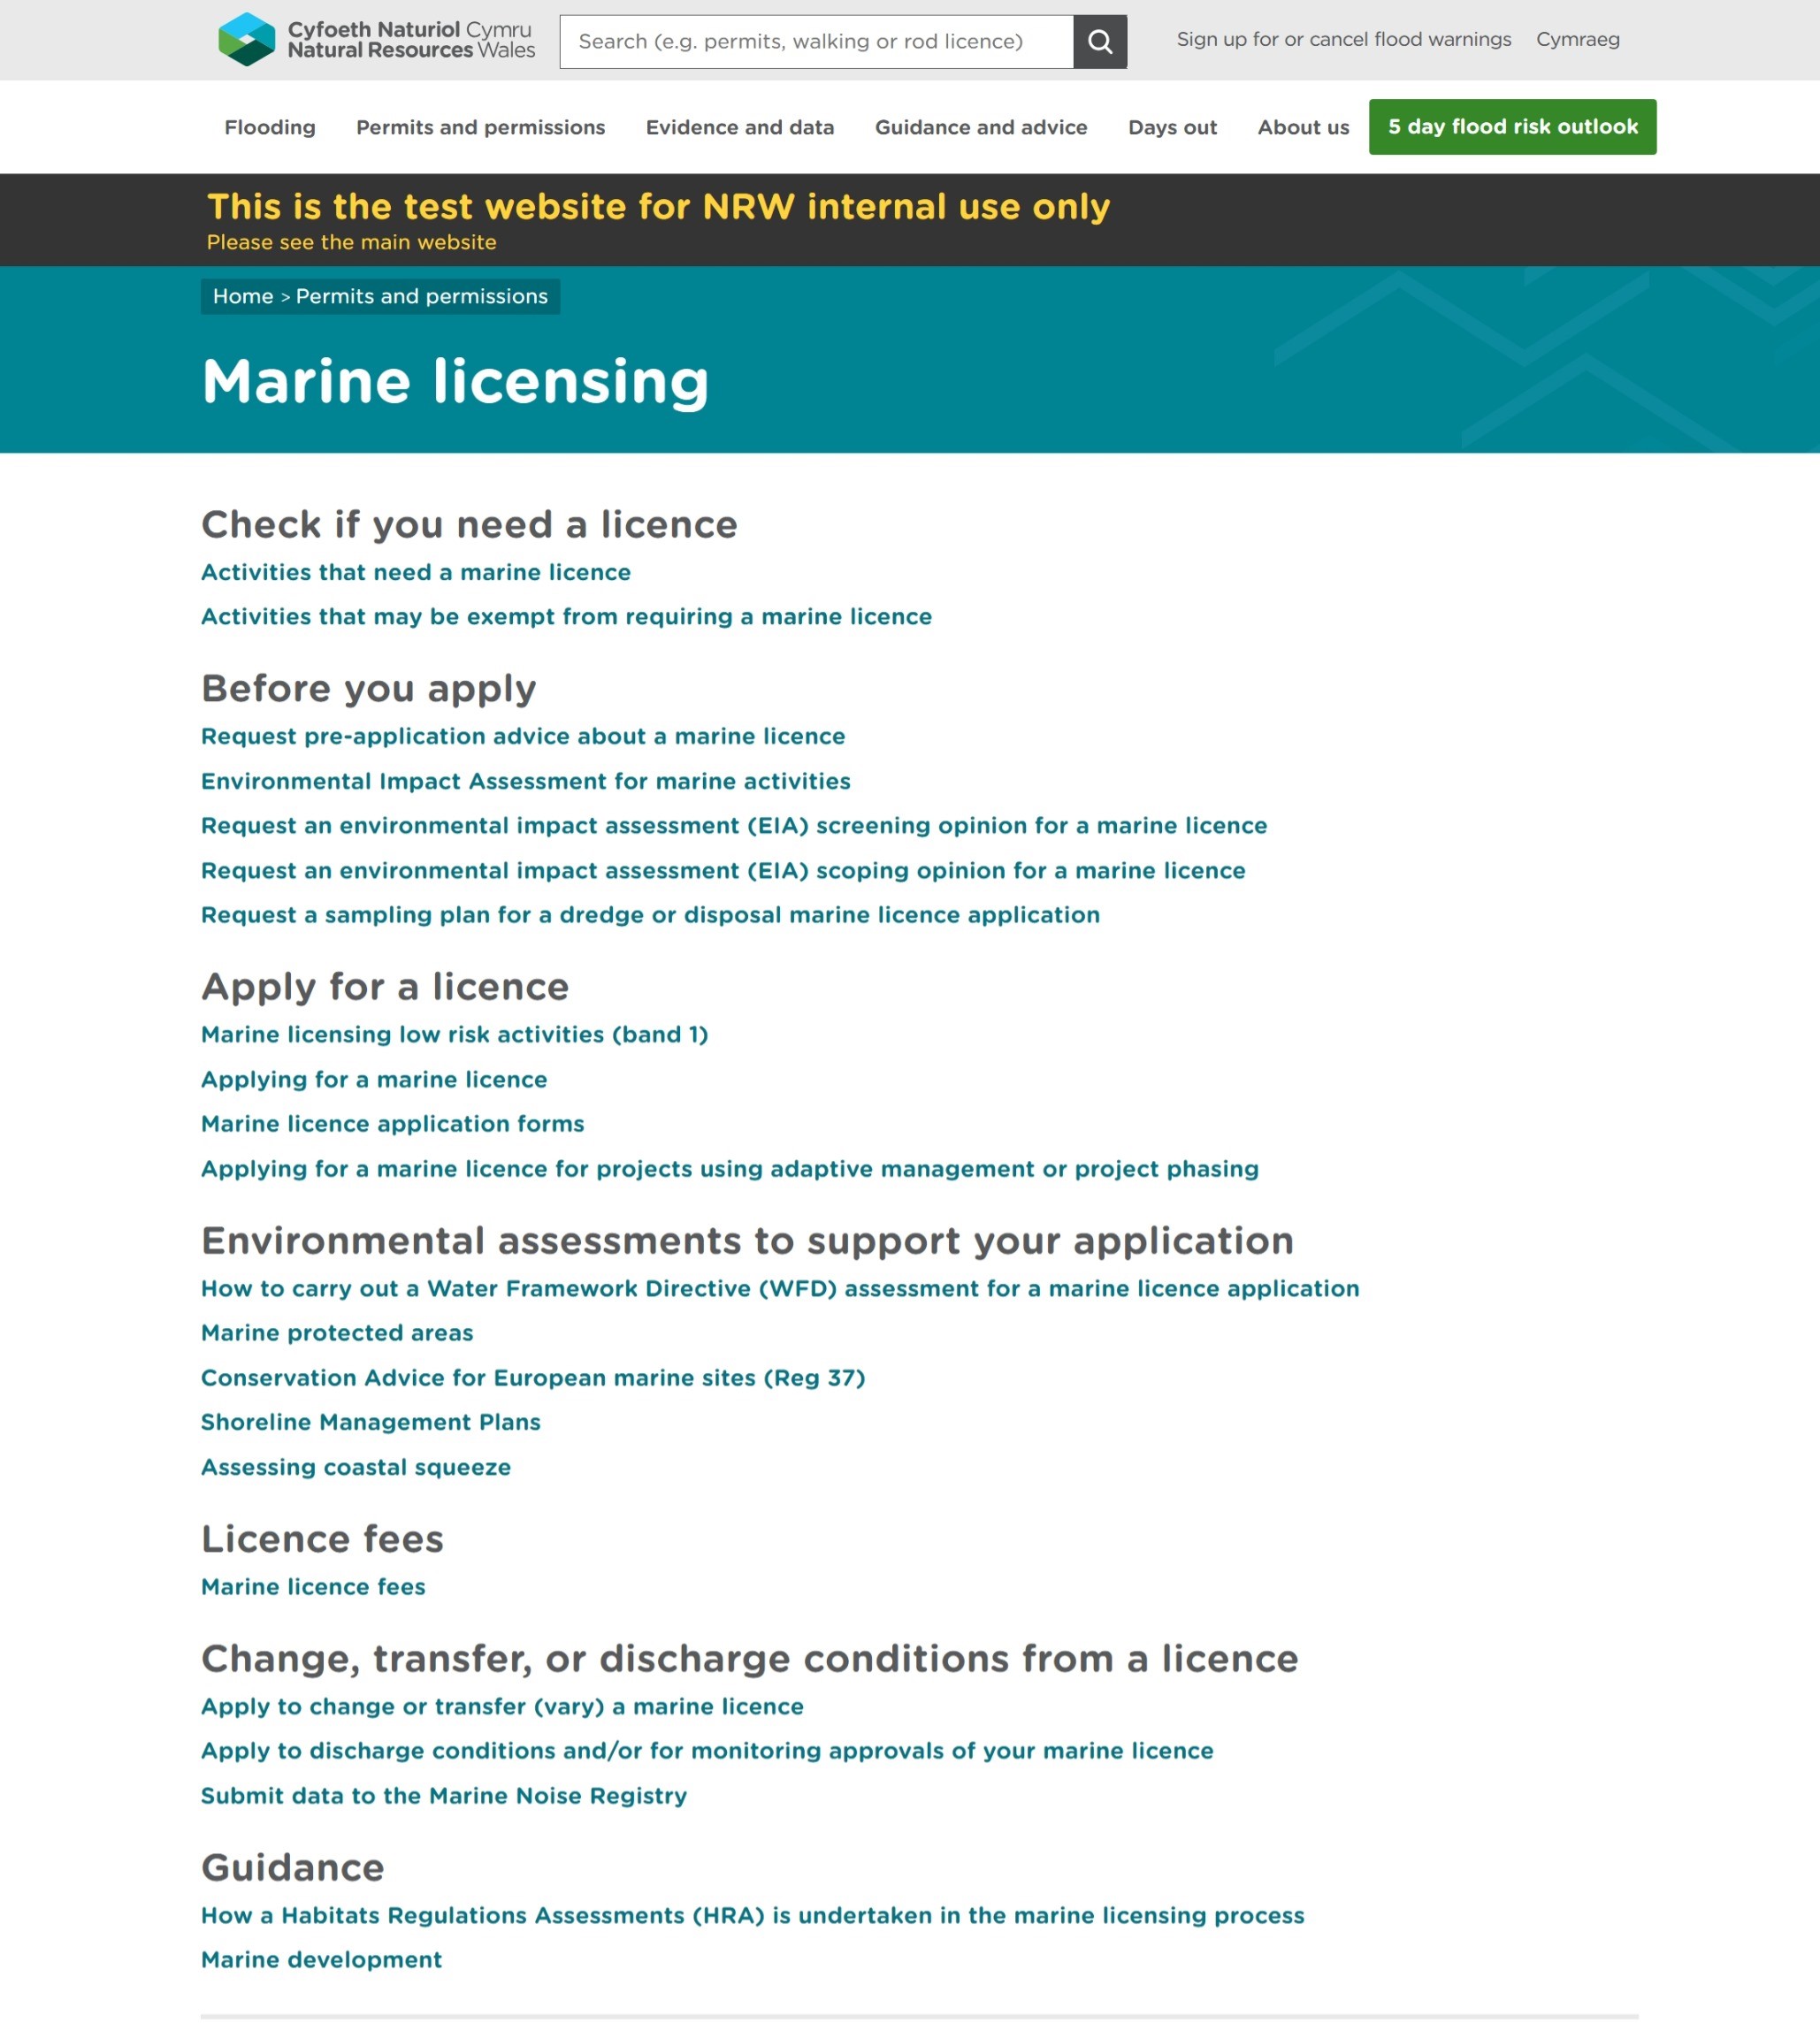 Cyfoeth Naturiol Cymru
Natural Resources Wales
Search (e.g. permits, walking or rod licence)
Sign up for or cancel flood warnings
Cymraeg
Flooding
Permits and permissions
Evidence and data
Guidance and advice
Days out
About us
5 day flood risk outlook
This is the test website for NRW internal use only
Please see the main website
Home > Permits and permissions
Marine licensing
Check if you need a licence
Activities that need a marine licence
Activities that may be exempt from requiring a marine licence
Before you apply
Request pre-application advice about a marine licence
Environmental Impact Assessment for marine activities
Request an environmental impact assessment (EIA) screening opinion for a marine licence
Request an environmental impact assessment (EIA) scoping opinion for a marine licence
Request a sampling plan for a dredge or disposal marine licence application
Apply for a licence
Marine licensing low risk activities (band 1)
Applying for a marine licence
Marine licence application forms
Applying for a marine licence for projects using adaptive management or project phasing
Environmental assessments to support your application
How to carry out a Water Framework Directive (WFD) assessment for a marine licence application
Marine protected areas
Conservation Advice for European marine sites (Reg 37)
Shoreline Management Plans
Assessing coastal squeeze
Licence fees
Marine licence fees
Change, transfer, or discharge conditions from a licence
Apply to change or transfer (vary) a marine licence
Apply to discharge conditions and/or for monitoring approvals of your marine licence
Submit data to the Marine Noise Registry
Guidance
How a Habitats Regulations Assessments (HRA) is undertaken in the marine licensing process
Marine development